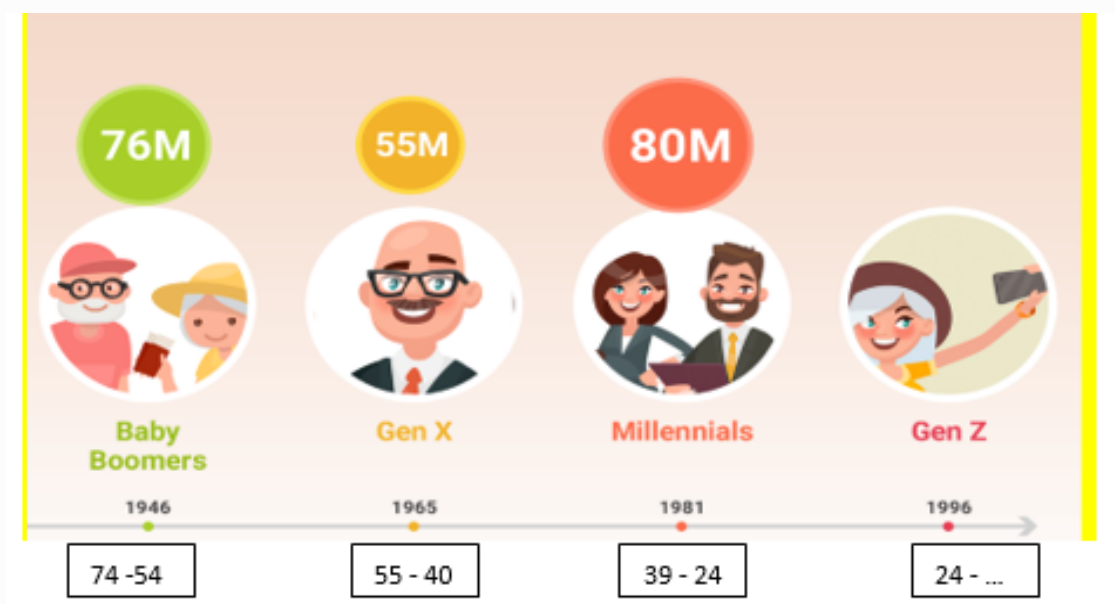 76M
55M
80M
Baby
Boomers
Gen X
Millennials
Gen Z
1946
1965
1981
1996
74 -54
55 - 40
39 - 24
24 - ...